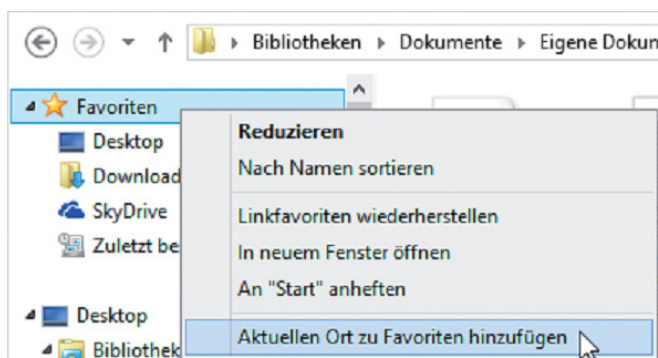 Bibliotheken Dokumente Eigene Dokun
Favoriten
Desktop
Download
SkyDrive
Zuletzt be
Desktop
Bibliothek
Reduzieren
Nach Namen sortieren
Linkfavoriten wiederherstellen
In neuem Fenster öffnen
An "Start" anheften
Aktuellen Ort zu Favoriten hinzufügen